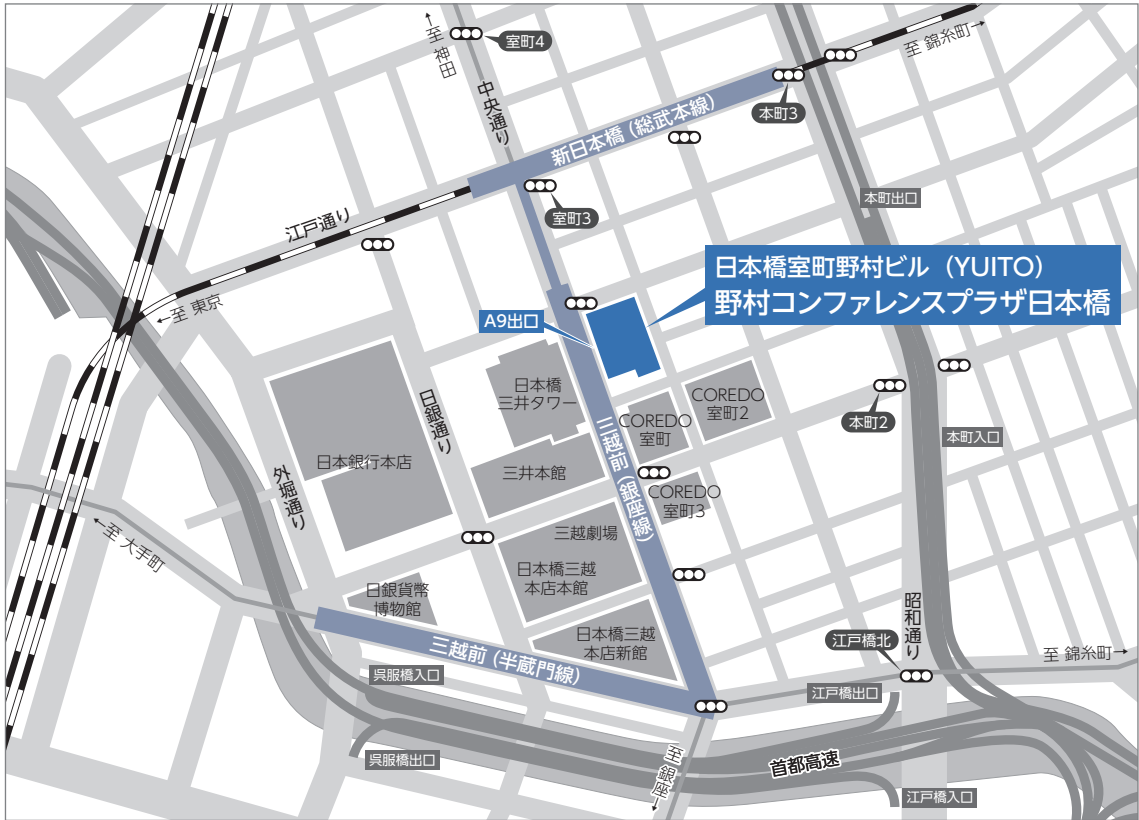 室町4
←至 神田
中央通り
至 錦糸町→
本町3
新日本橋 (総武本線)
室町3
本町出口
江戸通り
←至 東京
A9出口
日本橋室町野村ビル (YUITO)
野村コンファレンスプラザ日本橋
日本橋
三井タワー
COREDO
室町2
COREDO
室町
本町2
本町入口
日銀通り
三越前 (銀座線)
日本銀行本店
三井本館
COREDO
室町3
外堀通り
←至 大手町
三越劇場
日本橋三越
本店本館
日銀貨幣
博物館
日本橋三越
本店新館
昭和通り
江戸橋北
至 錦糸町→
三越前 (半蔵門線)
呉服橋入口
江戸橋出口
呉服橋出口
至 銀座→
首都高速
江戸橋入口